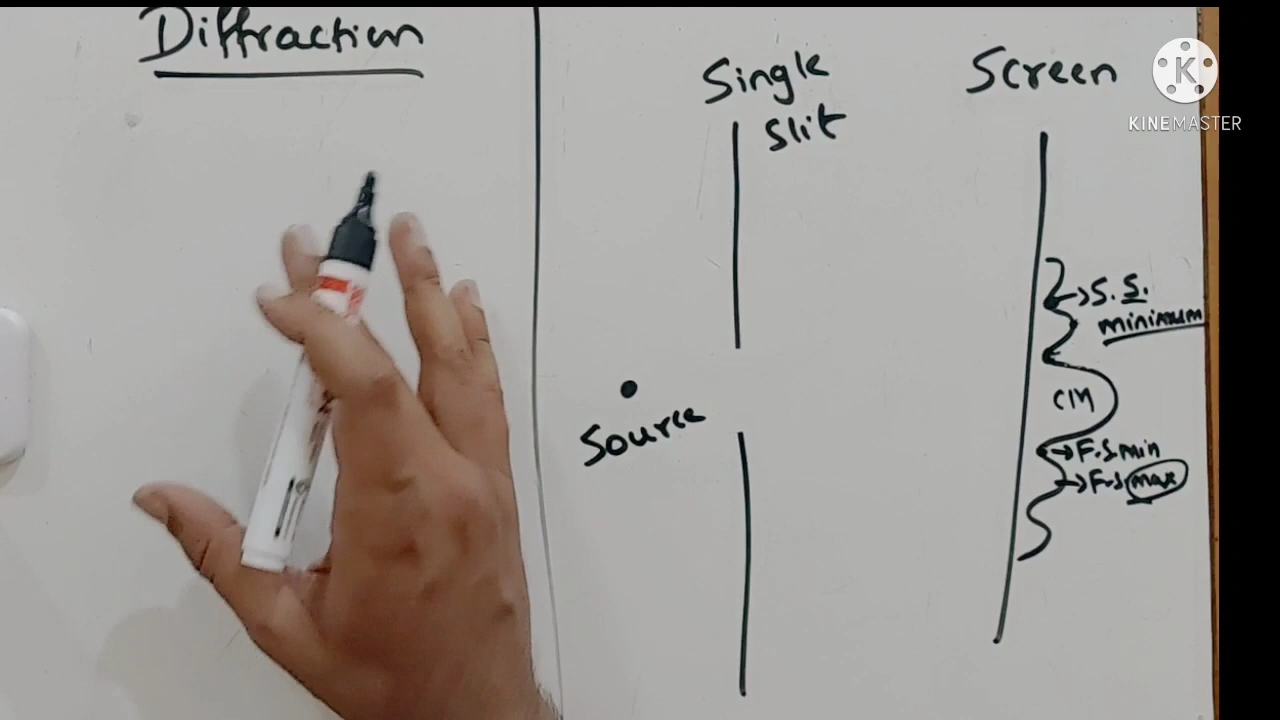 Diffraction
Single
Slit
Screen
K
KINEMASTER
S.S.
minimum
CM
Source
F.S min
F.S max